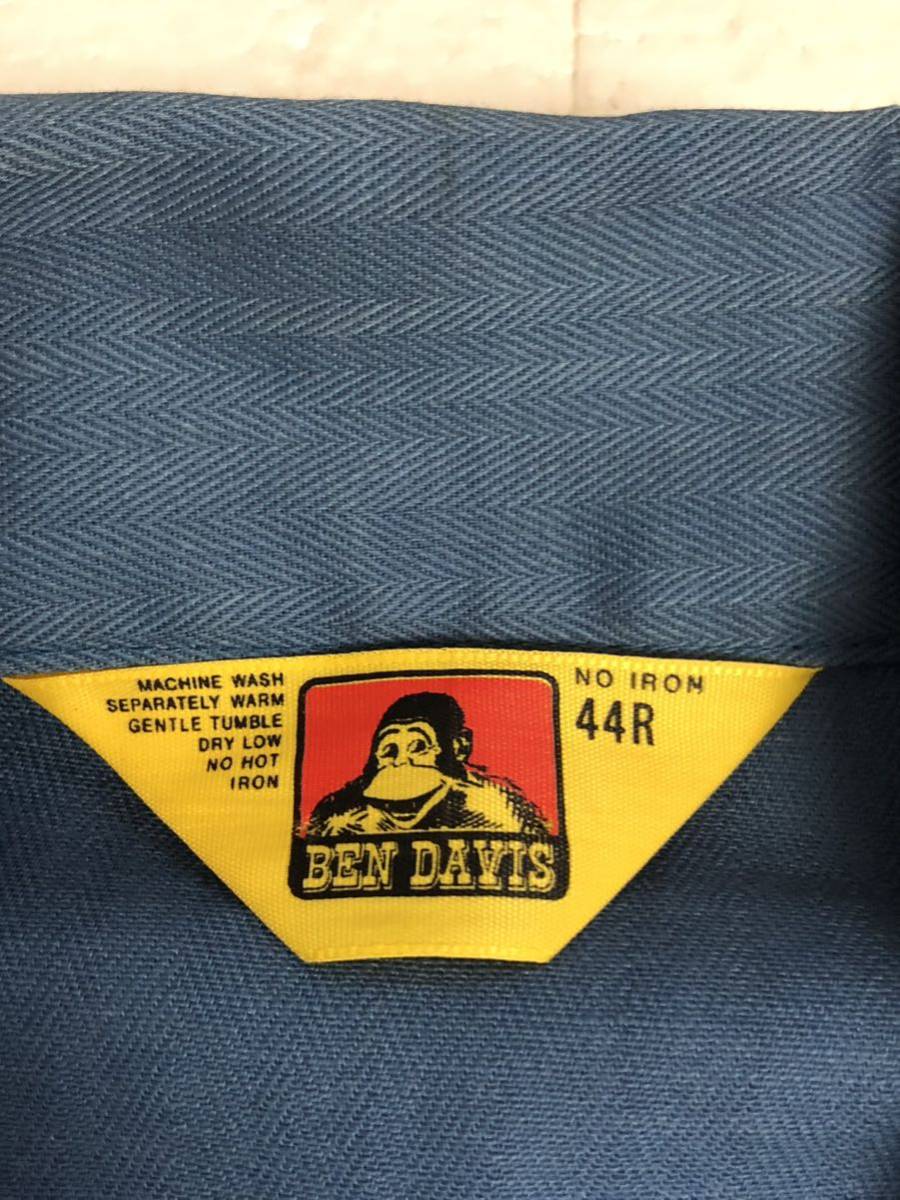 MACHINE WASH
SEPARATELY WARM
GENTLE TUMBLE
DRY LOW
NO HOT
IRON
BEN DAVIS
NO IRON
44R